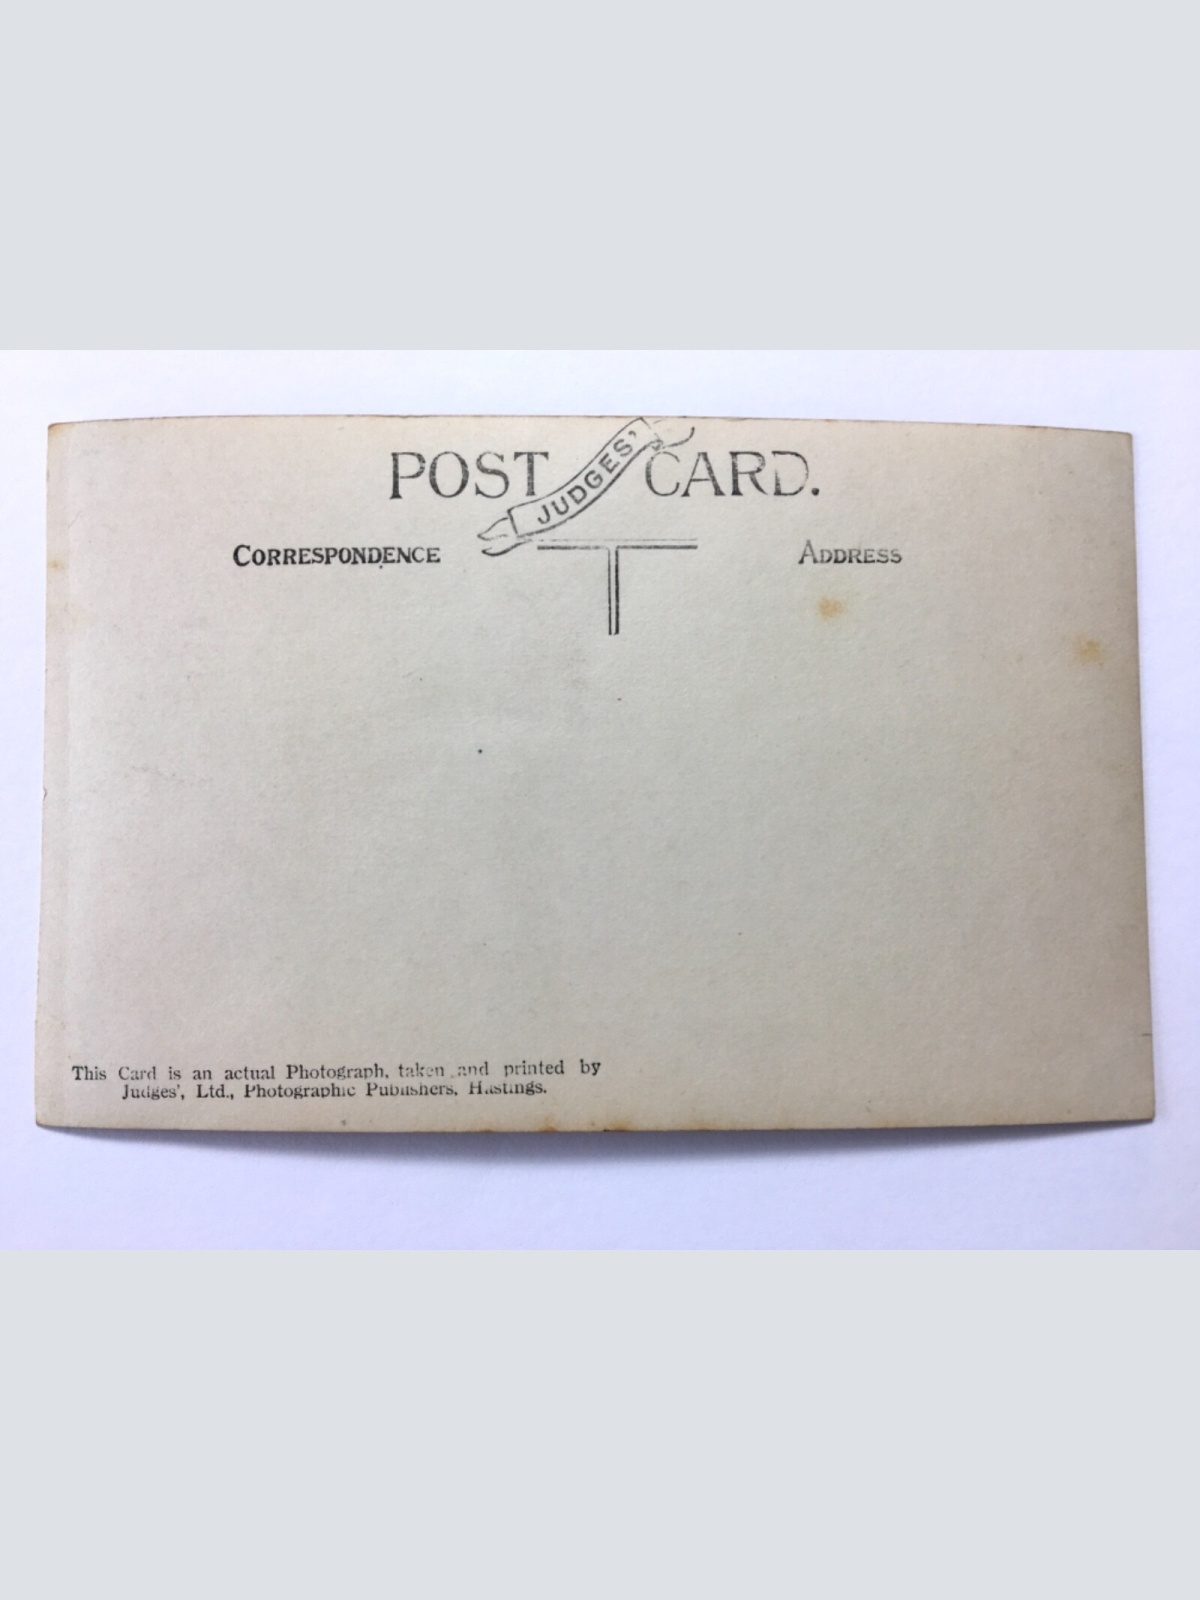 POST JUDGES' CARD.
CORRESPONDENCE ADDRESS
This Card is an actual Photograph, taken and printed by
Judges', Ltd., Photographic Publishers, Hastings.